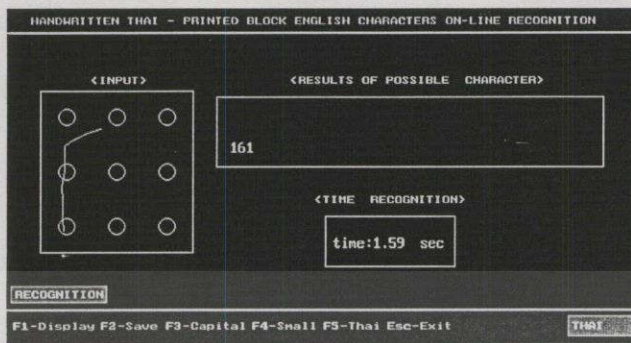 HANDWRITTEN THAI - PRINTED BLOCK ENGLISH CHARACTERS ON-LINE RECOGNITION
<INPUT>
<RESULTS OF POSSIBLE CHARACTER>
161
<TIME RECOGNITION>
time:1.59 sec
RECOGNITION
F1-Display F2-Save F3-Capital F4-Small F5-Thai Esc-Exit
THAI